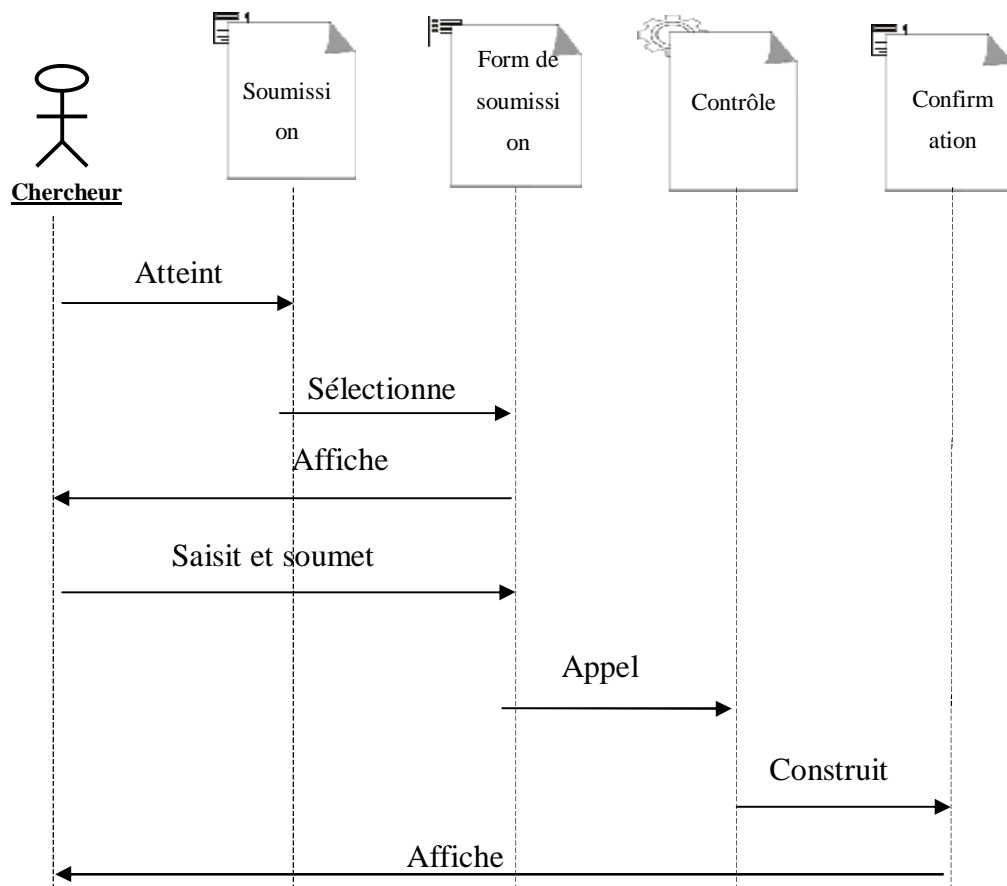 Soumissi
on
Form de
soumissi
on
Contrôle
Confirm
ation
Chercheur
Atteint
Sélectionne
Affiche
Saisit et soumet
Appel
Construit
Affiche